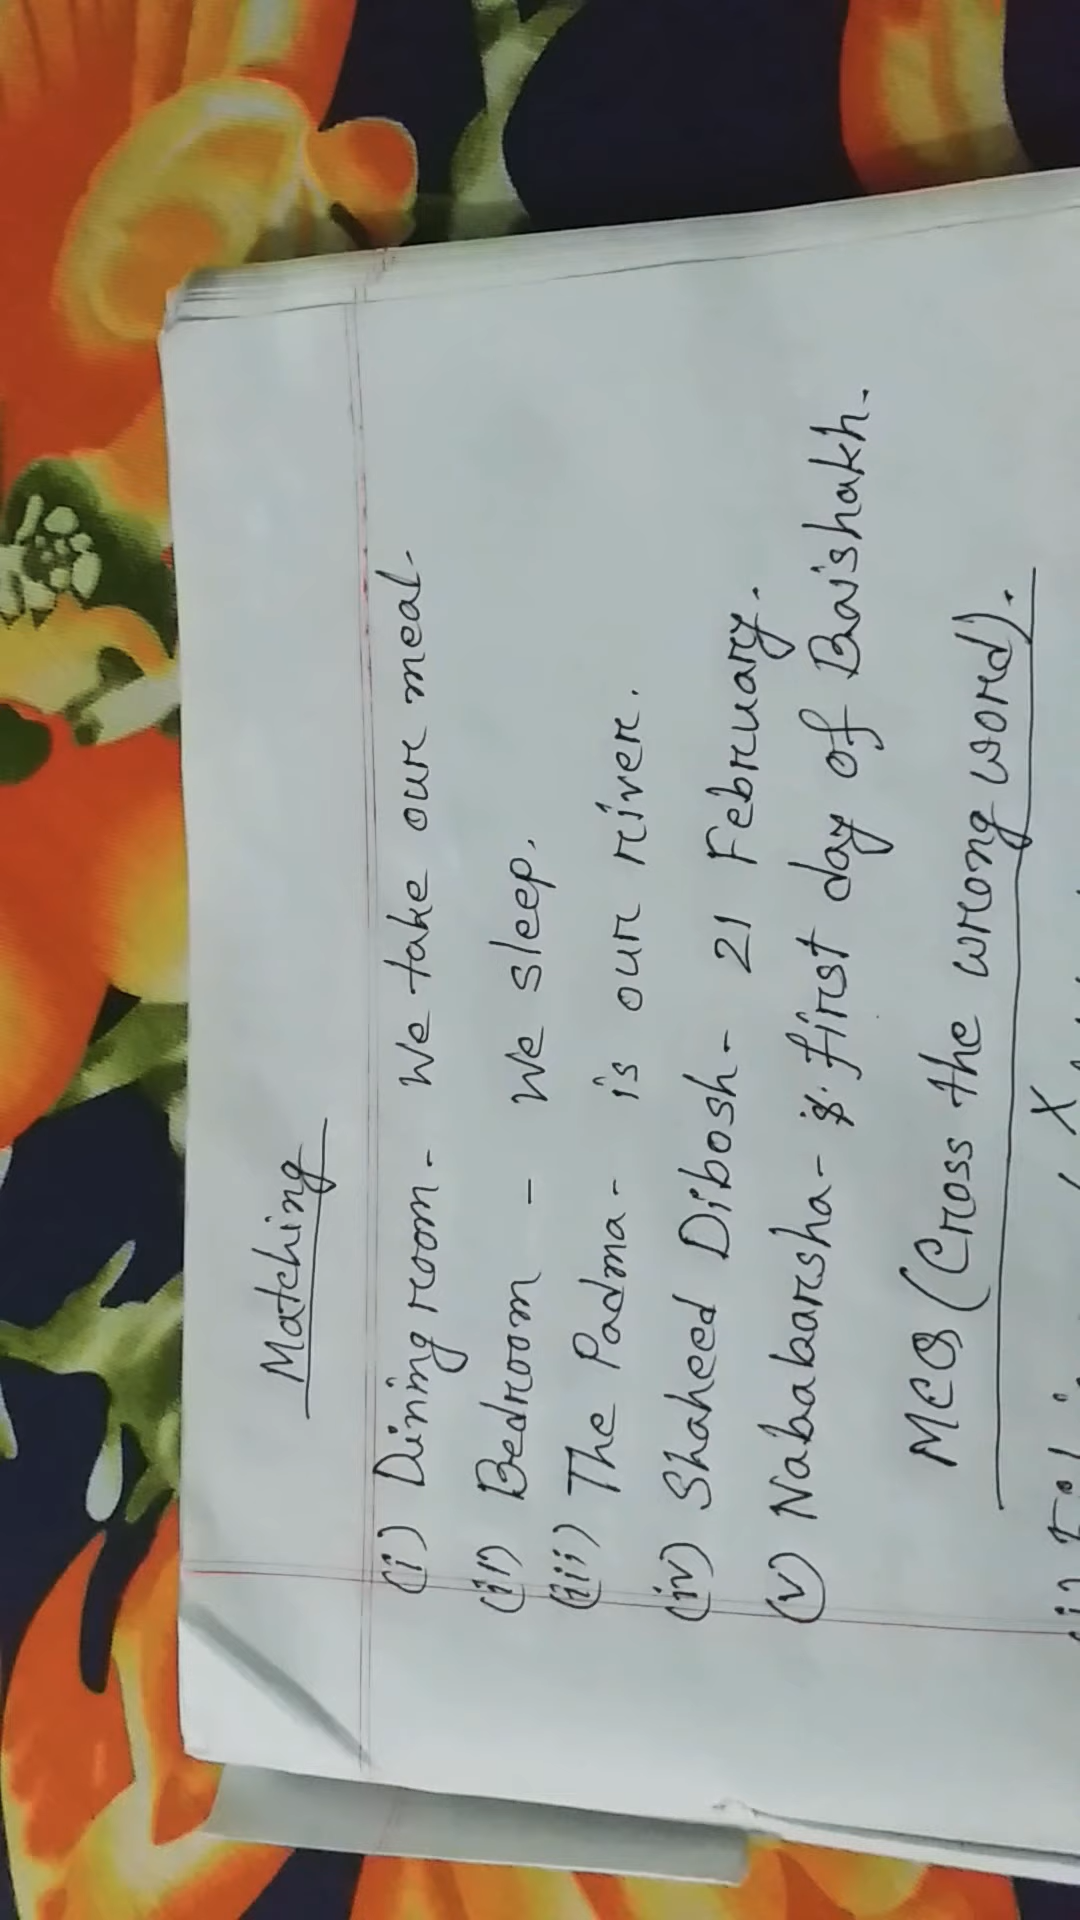 Matching
(i) Dining room - We take our meal.
(ii) Bedroom - We sleep.
(iii) The Padma - is our river.
(iv) Shaheed Dibosh - 21 February.
(v) Nababarsha - first day of Baishakh.
MCQ (Cross the wrong word).